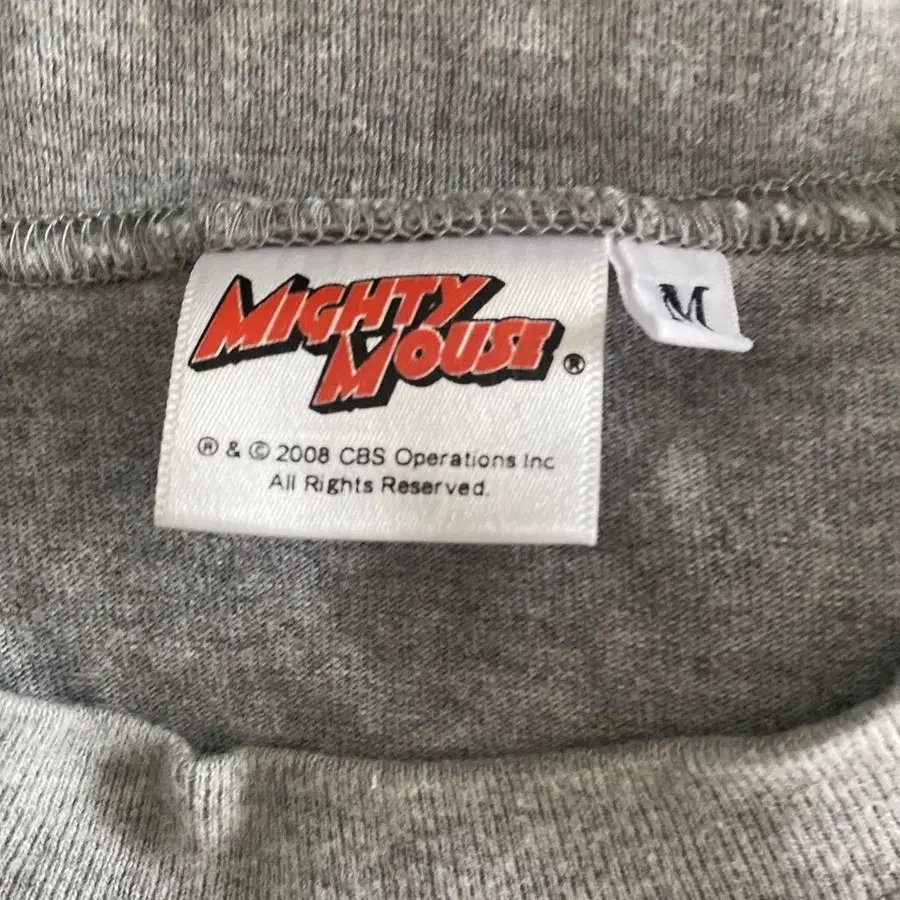 MIGHTY
MOUSE ®
® & © 2008 CBS Operations Inc
All Rights Reserved.
M